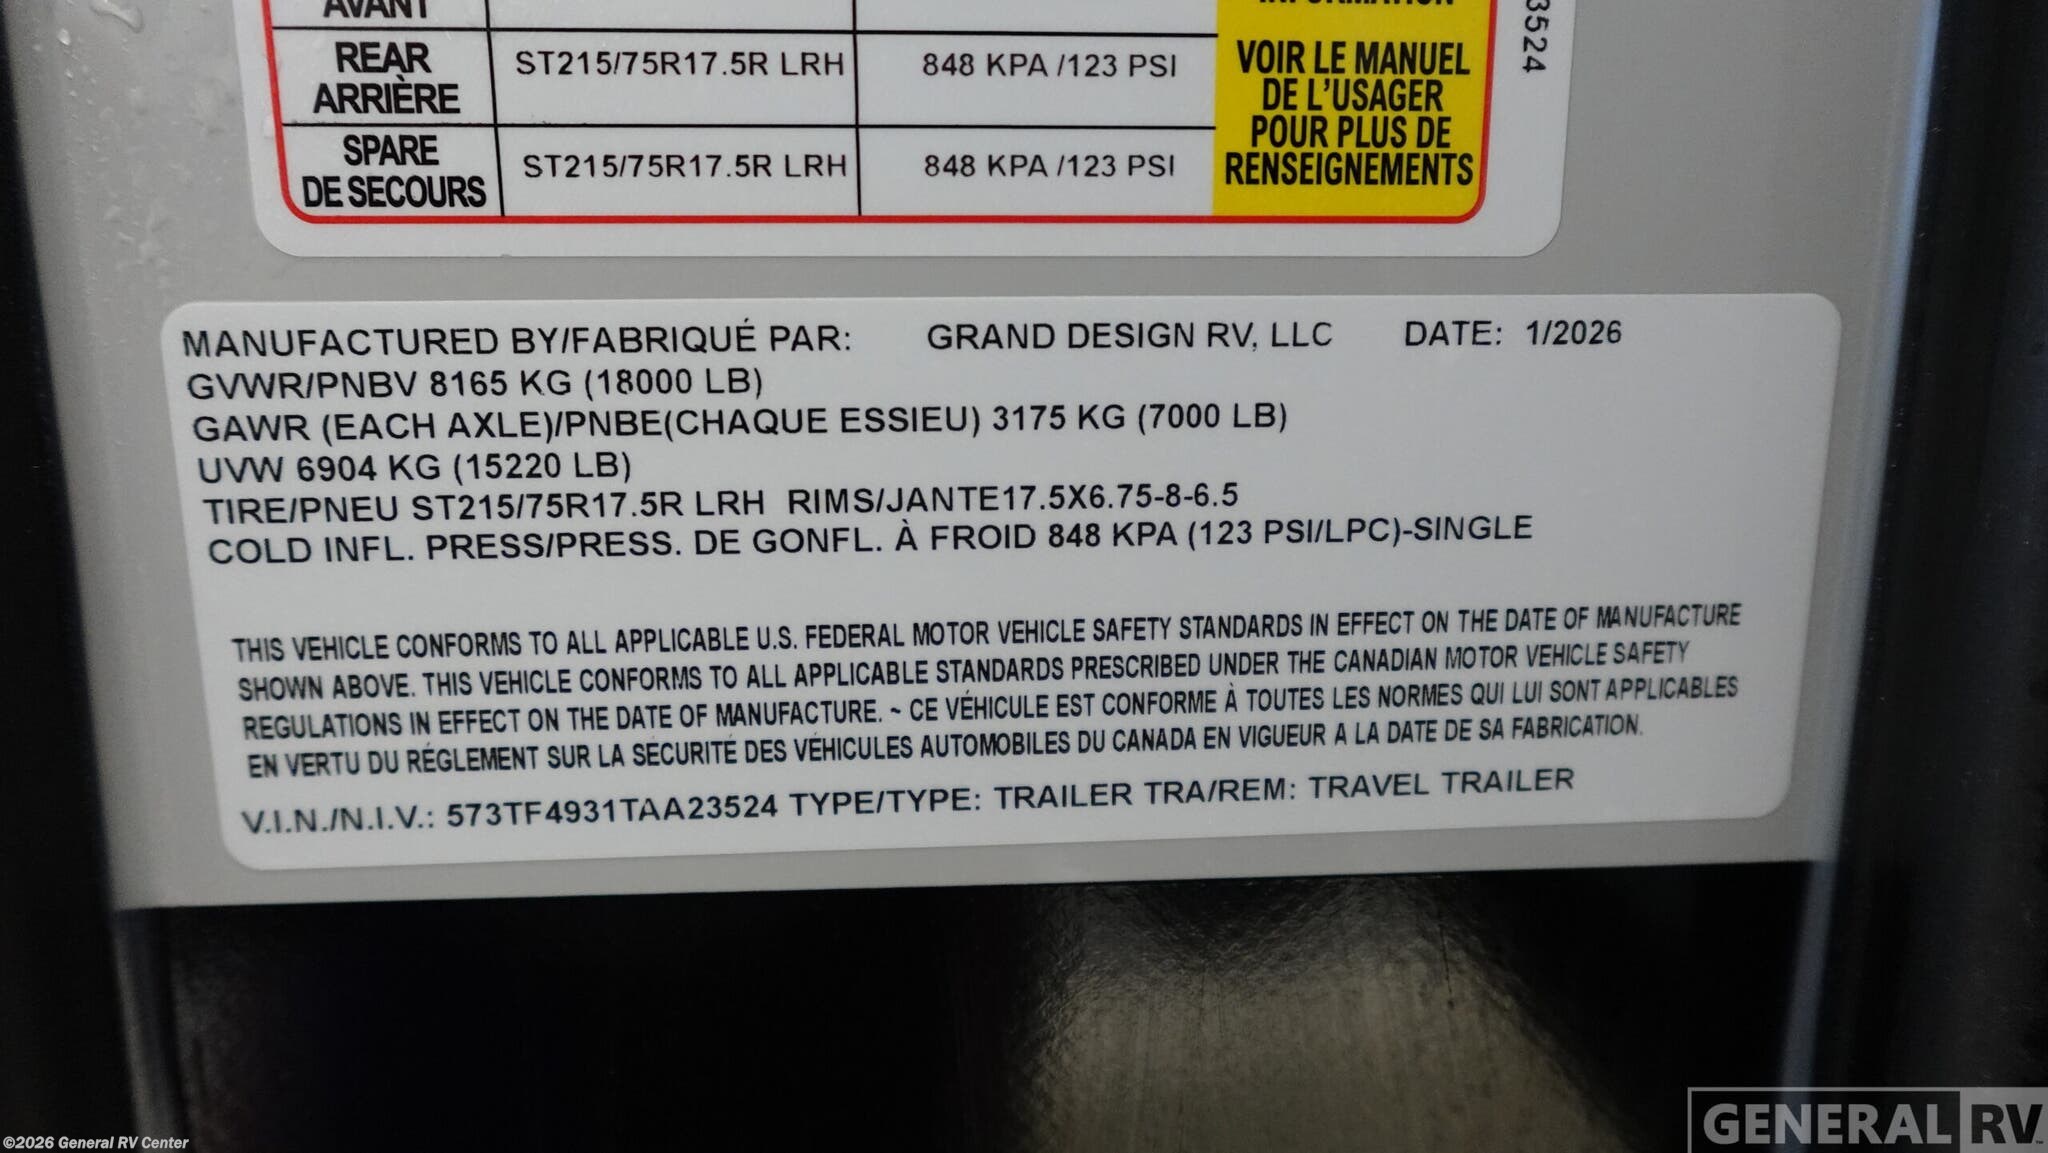 AVANT
INFORMATION
REAR
ARRIÈRE
ST215/75R17.5R LRH
848 KPA /123 PSI
VOIR LE MANUEL
DE L'USAGER
POUR PLUS DE
RENSEIGNEMENTS
SPARE
DE SECOURS
ST215/75R17.5R LRH
848 KPA /123 PSI
3524
MANUFACTURED BY/FABRIQUÉ PAR: GRAND DESIGN RV, LLC DATE: 1/2026
GVWR/PNBV 8165 KG (18000 LB)
GAWR (EACH AXLE)/PNBE(CHAQUE ESSIEU) 3175 KG (7000 LB)
UVW 6904 KG (15220 LB)
TIRE/PNEU ST215/75R17.5R LRH RIMS/JANTE17.5X6.75-8-6.5
COLD INFL. PRESS/PRESS. DE GONFL. À FROID 848 KPA (123 PSI/LPC)-SINGLE
THIS VEHICLE CONFORMS TO ALL APPLICABLE U.S. FEDERAL MOTOR VEHICLE SAFETY STANDARDS IN EFFECT ON THE DATE OF MANUFACTURE
SHOWN ABOVE. THIS VEHICLE CONFORMS TO ALL APPLICABLE STANDARDS PRESCRIBED UNDER THE CANADIAN MOTOR VEHICLE SAFETY
REGULATIONS IN EFFECT ON THE DATE OF MANUFACTURE. ~ CE VÉHICULE EST CONFORME À TOUTES LES NORMES QUI LUI SONT APPLICABLES
EN VERTU DU RÉGLEMENT SUR LA SÉCURITÉ DES VÉHICULES AUTOMOBILES DU CANADA EN VIGUEUR A LA DATE DE SA FABRICATION.
V.I.N./N.I.V.: 573TF4931TAA23524 TYPE/TYPE: TRAILER TRA/REM: TRAVEL TRAILER
©2026 General RV Center
GENERAL RV